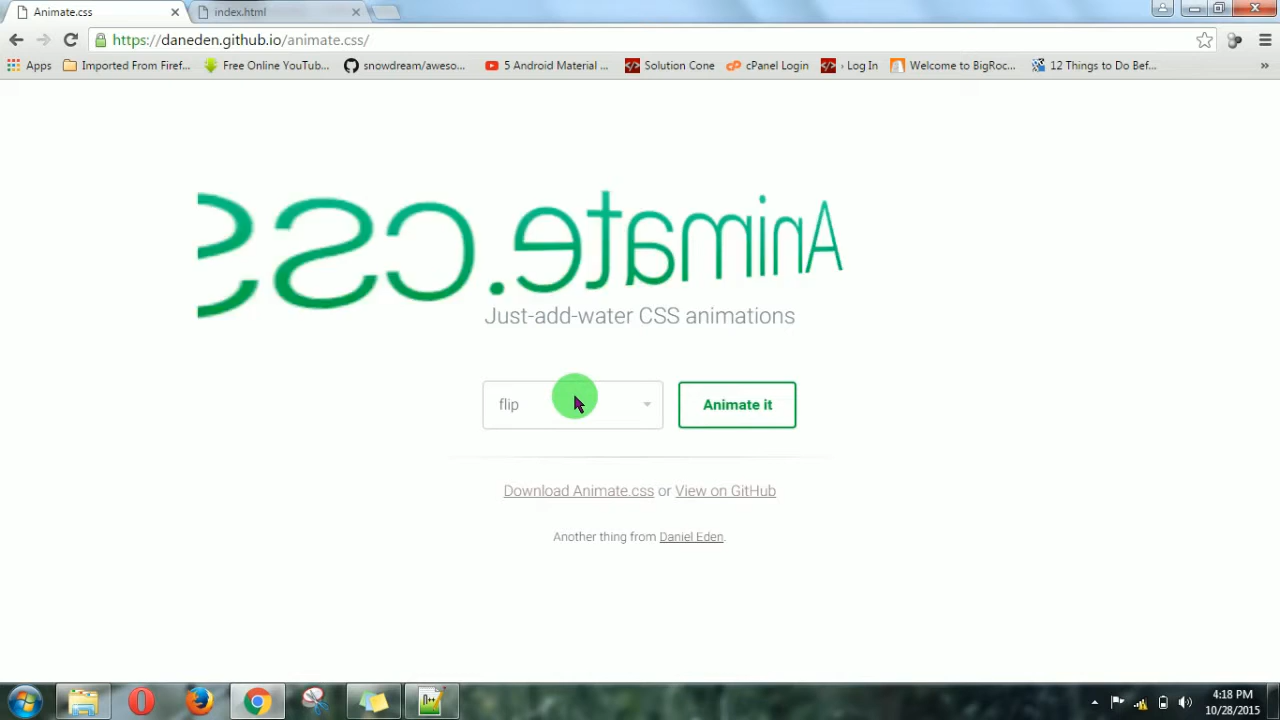 Animate.css
index.html
https://daneden.github.io/animate.css/
Apps Imported From Firef... Free Online YouTub... snowdream/aweso... 5 Android Material ... Solution Cone cPanel Login › Log In Welcome to BigRoc... 12 Things to Do Bef... »
Animate.css
Just-add-water CSS animations
flip
Animate it
Download Animate.css or View on GitHub
Another thing from Daniel Eden.
4:18 PM
10/28/2015